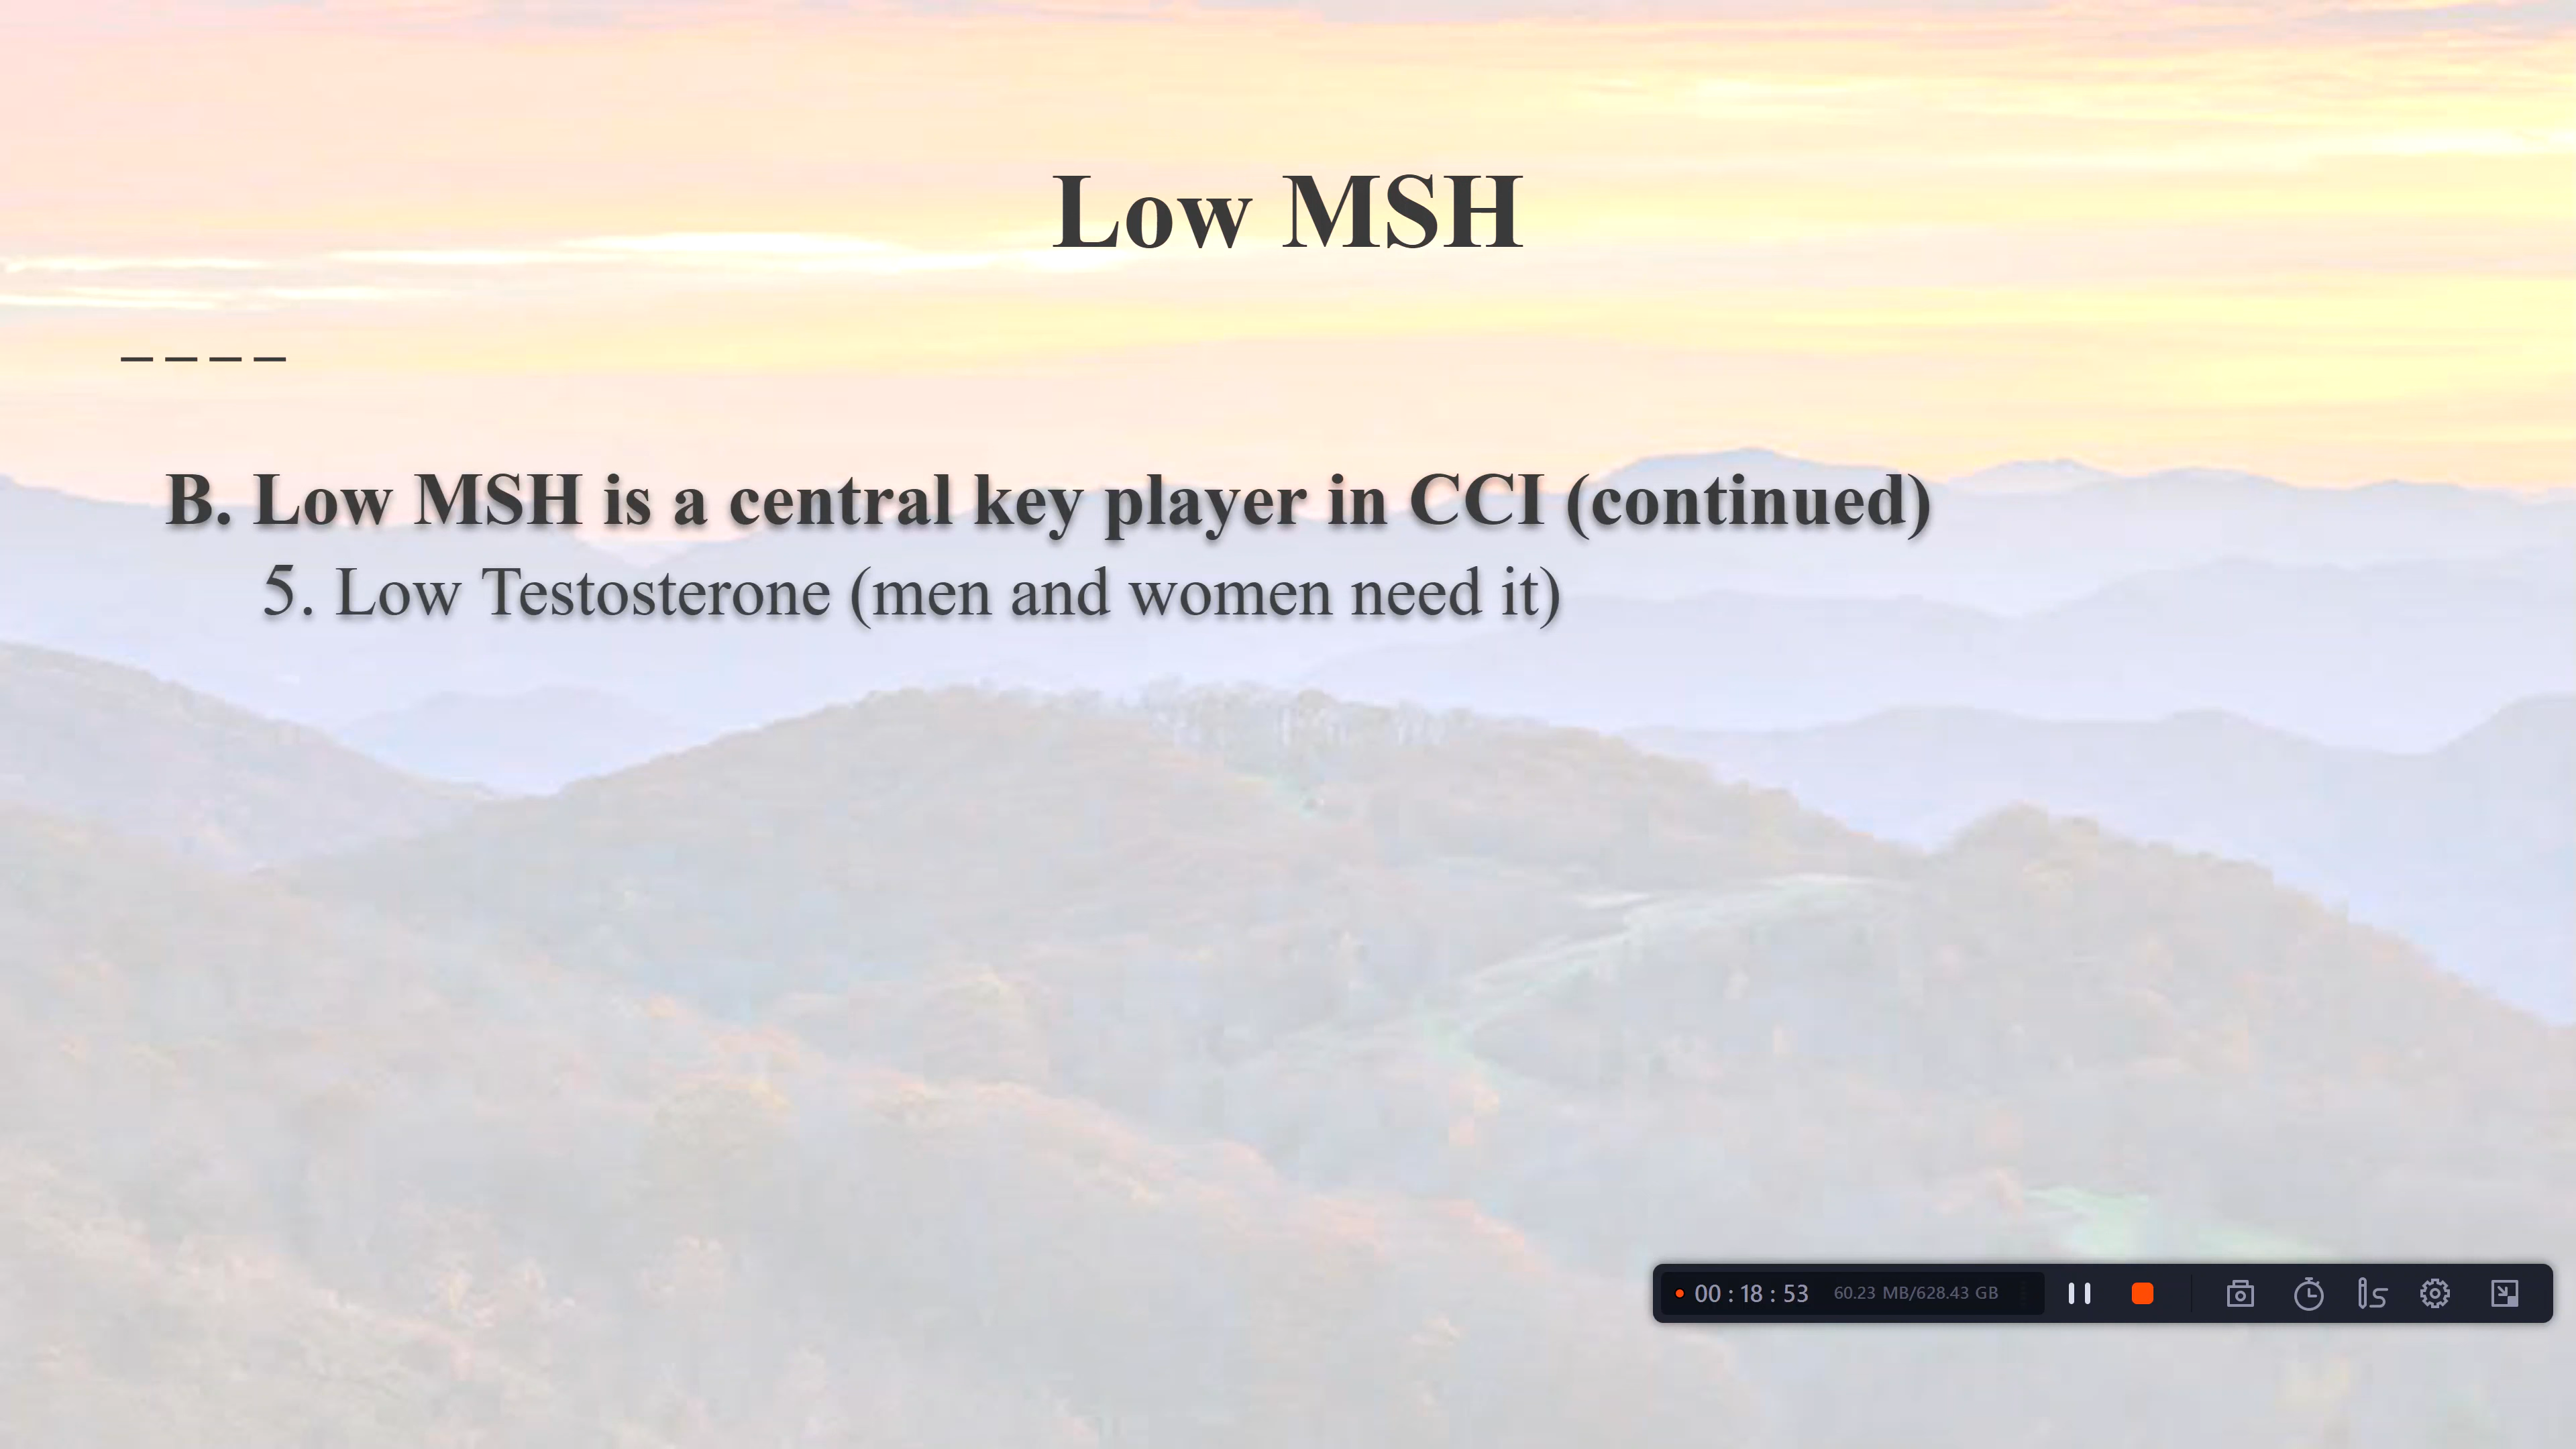 Low MSH
– – – –
B. Low MSH is a central key player in CCI (continued)
5. Low Testosterone (men and women need it)
00 : 18 : 53 60.23 MB/628.43 GB